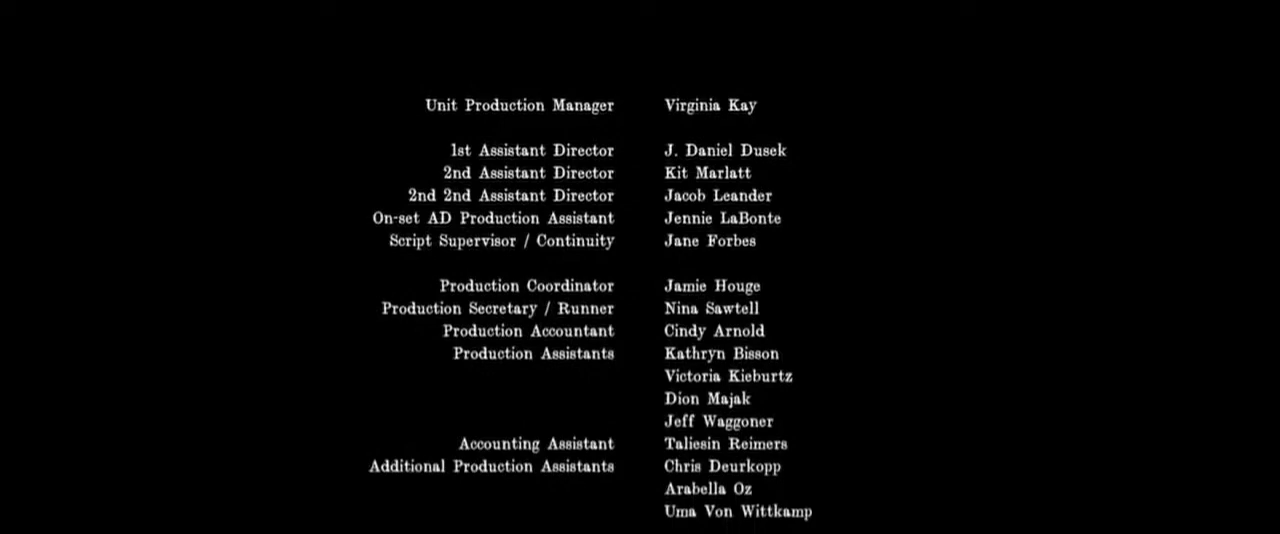 Unit Production Manager Virginia Kay
1st Assistant Director J. Daniel Dusek
2nd Assistant Director Kit Marlatt
2nd 2nd Assistant Director Jacob Leander
On-set AD Production Assistant Jennie LaBonte
Script Supervisor / Continuity Jane Forbes
Production Coordinator Jamie Houge
Production Secretary / Runner Nina Sawtell
Production Accountant Cindy Arnold
Production Assistants Kathryn Bisson
Victoria Kieburtz
Dion Majak
Jeff Waggoner
Accounting Assistant Taliesin Reimers
Additional Production Assistants Chris Deurkopp
Arabella Oz
Uma Von Wittkamp